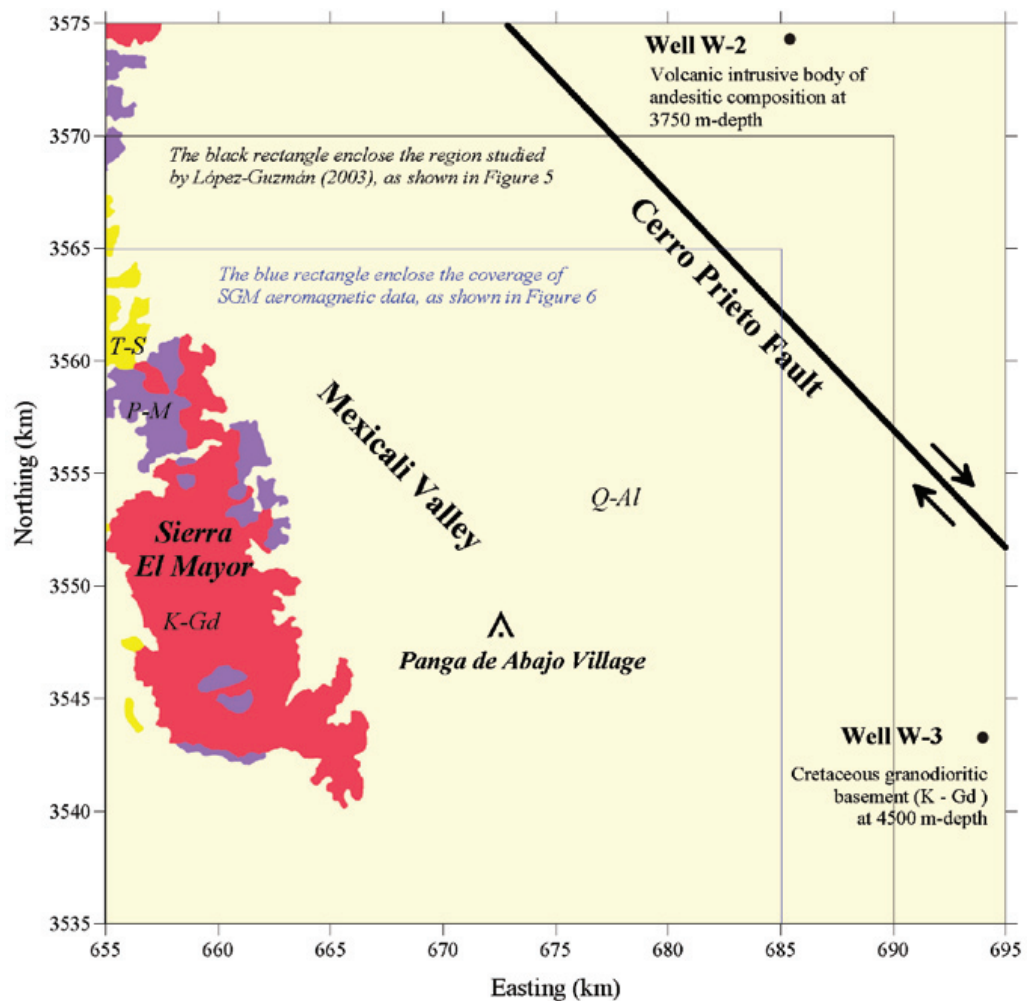 3575
3570
3565
3560
3555
3550
3545
3540
3535
Northing (km)
Well W-2
Volcanic intrusive body of
andesitic composition at
3750 m-depth
The black rectangle enclose the region studied
by López-Guzmán (2003), as shown in Figure 5
The blue rectangle enclose the coverage of
SGM aeromagnetic data, as shown in Figure 6
Cerro Prieto Fault
T-S
P-M
Mexicali Valley
Q-Al
Sierra
El Mayor
K-Gd
Panga de Abajo Village
Well W-3
Cretaceous granodioritic
basement (K - Gd )
at 4500 m-depth
655 660 665 670 675 680 685 690 695
Easting (km)